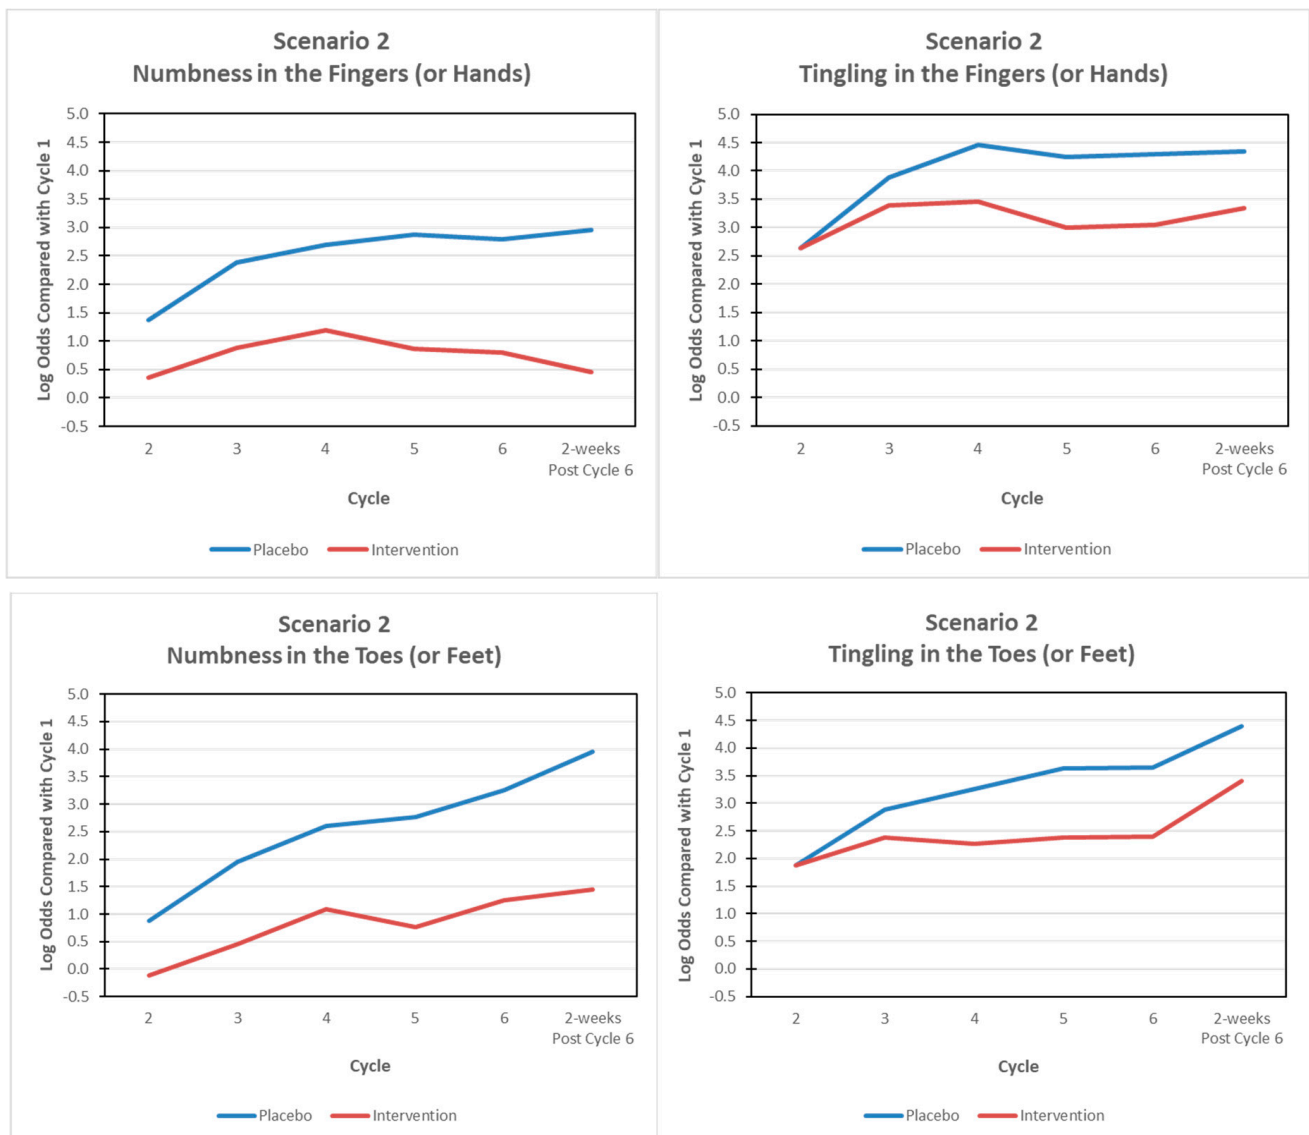 Scenario 2
Numbness in the Fingers (or Hands)
Log Odds Compared with Cycle 1
5.0
4.5
4.0
3.5
3.0
2.5
2.0
1.5
1.0
0.5
0.0
-0.5
2 3 4 5 6 2-weeks
Post Cycle 6
Cycle
Placebo Intervention
Scenario 2
Tingling in the Fingers (or Hands)
Log Odds Compared with Cycle 1
5.0
4.5
4.0
3.5
3.0
2.5
2.0
1.5
1.0
0.5
0.0
-0.5
2 3 4 5 6 2-weeks
Post Cycle 6
Cycle
Placebo Intervention
Scenario 2
Numbness in the Toes (or Feet)
Log Odds Compared with Cycle 1
5.0
4.5
4.0
3.5
3.0
2.5
2.0
1.5
1.0
0.5
0.0
-0.5
2 3 4 5 6 2-weeks
Post Cycle 6
Cycle
Placebo Intervention
Scenario 2
Tingling in the Toes (or Feet)
Log Odds Compared with Cycle 1
5.0
4.5
4.0
3.5
3.0
2.5
2.0
1.5
1.0
0.5
0.0
-0.5
2 3 4 5 6 2-weeks
Post Cycle 6
Cycle
Placebo Intervention